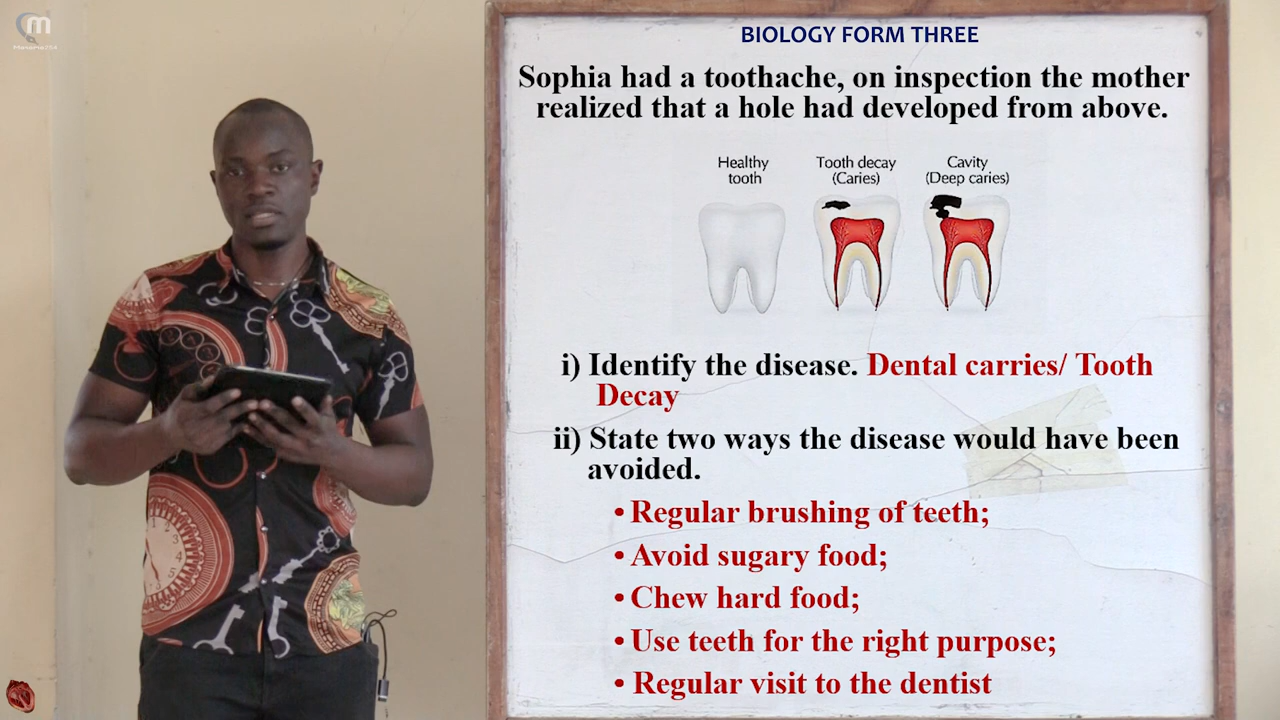 BIOLOGY FORM THREE
Sophia had a toothache, on inspection the mother
realized that a hole had developed from above.
Healthy
tooth
Tooth decay
(Caries)
Cavity
(Deep caries)
i) Identify the disease. Dental carries/ Tooth
Decay
ii) State two ways the disease would have been
avoided.
• Regular brushing of teeth;
• Avoid sugary food;
• Chew hard food;
• Use teeth for the right purpose;
• Regular visit to the dentist